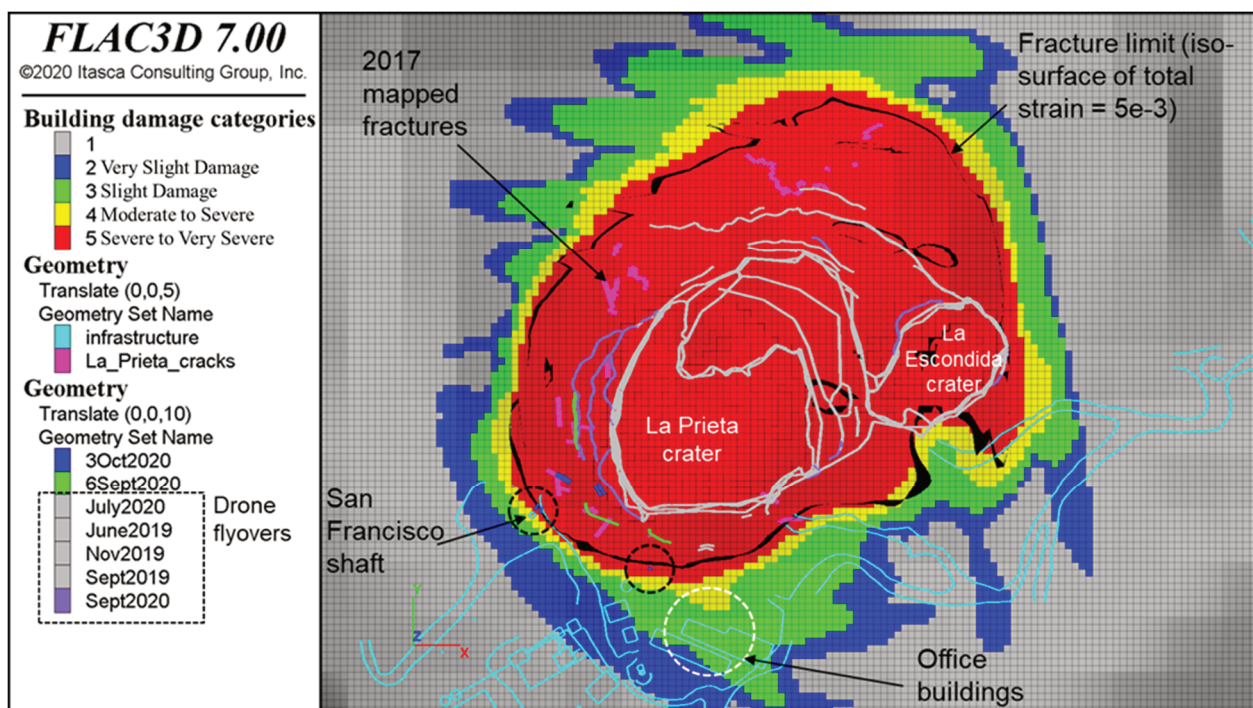 FLAC3D 7.00
©2020 Itasca Consulting Group, Inc.
Building damage categories
1
2 Very Slight Damage
3 Slight Damage
4 Moderate to Severe
5 Severe to Very Severe
Geometry
Translate (0,0,5)
Geometry Set Name
infrastructure
La_Prieta_cracks
Geometry
Translate (0,0,10)
Geometry Set Name
3Oct2020
6Sept2020
July2020
June2019
Nov2019
Sept2019
Sept2020
Drone
flyovers
2017
mapped
fractures
Fracture limit (iso-
surface of total
strain = 5e-3)
La
Escondida
crater
La Prieta
crater
San
Francisco
shaft
Office
buildings
Y
Z
X